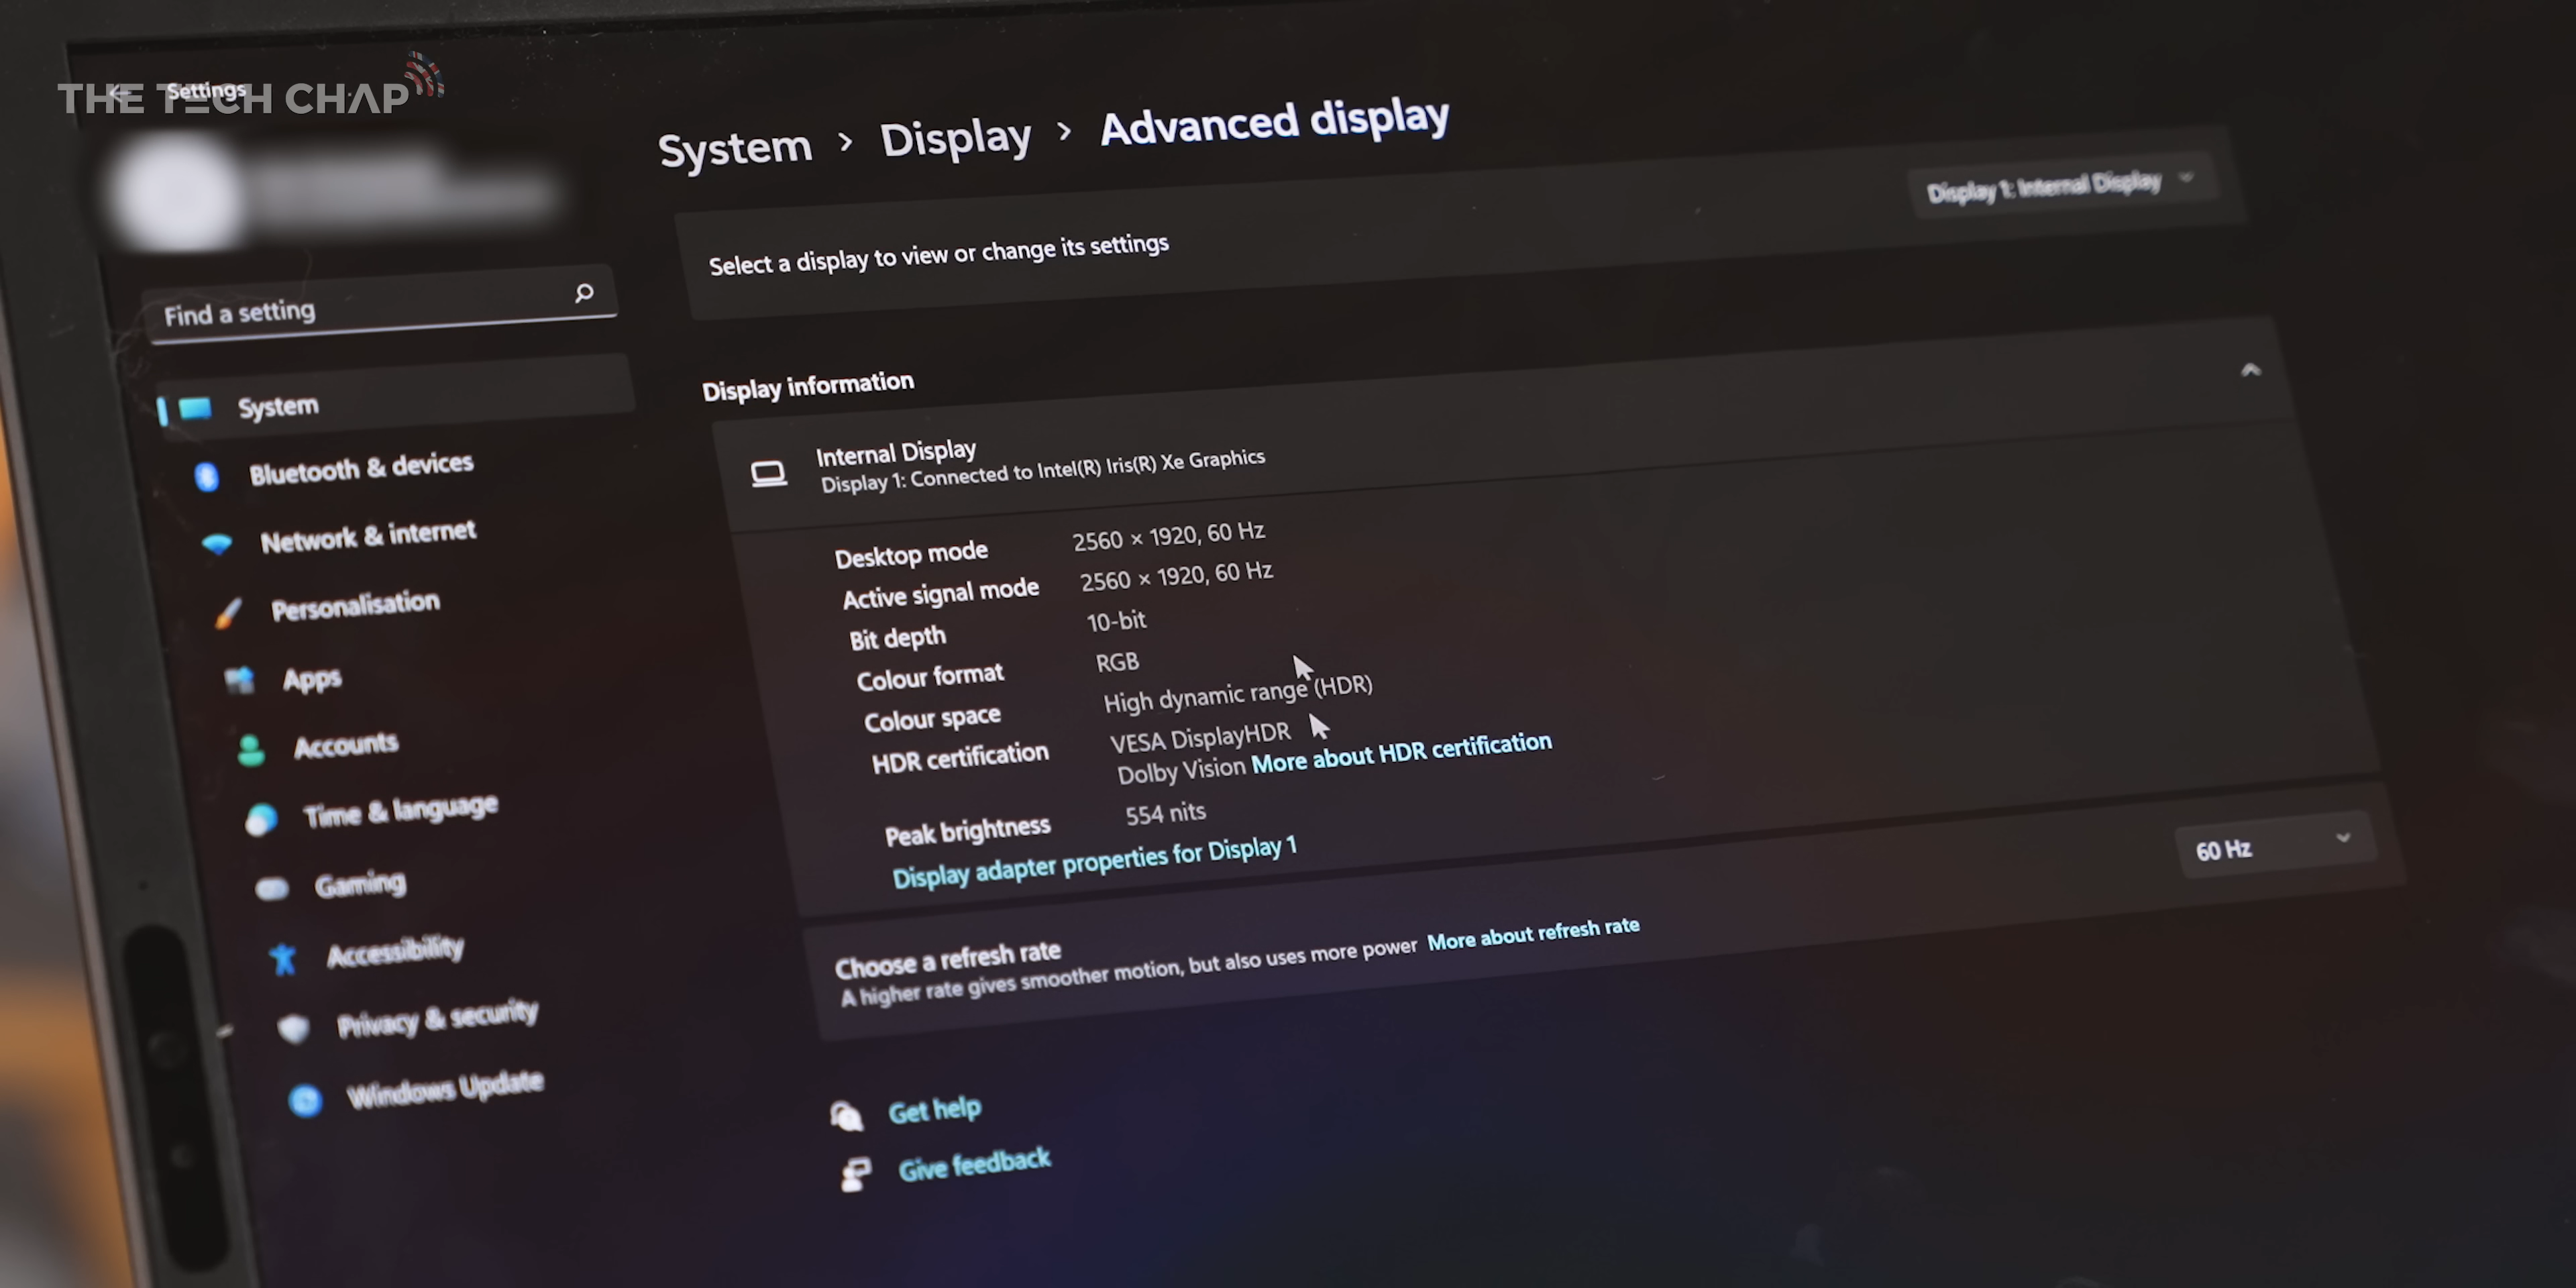 THE TECH CHAP
Settings
System > Display > Advanced display
Select a display to view or change its settings
Display 1: Internal Display
Find a setting
System
Bluetooth & devices
Network & internet
Personalisation
Apps
Accounts
Time & language
Gaming
Accessibility
Privacy & security
Windows Update
Display information
Internal Display
Display 1: Connected to Intel(R) Iris(R) Xe Graphics
Desktop mode 2560 × 1920, 60 Hz
Active signal mode 2560 × 1920, 60 Hz
Bit depth 10-bit
Colour format RGB
Colour space High dynamic range (HDR)
HDR certification VESA DisplayHDR
Dolby Vision More about HDR certification
Peak brightness 554 nits
Display adapter properties for Display 1
Choose a refresh rate
A higher rate gives smoother motion, but also uses more power More about refresh rate
60 Hz
Get help
Give feedback